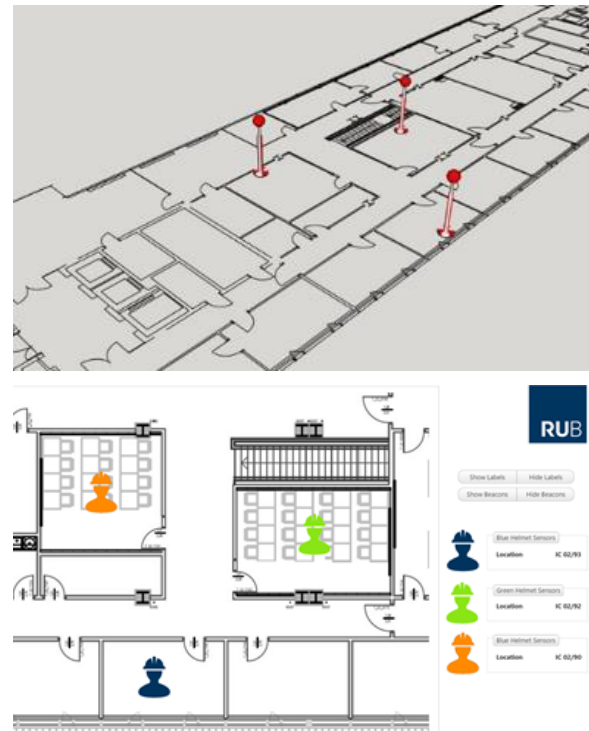 RUB
Show Labels Hide Labels
Show Beacons Hide Beacons
Blue Helmet Sensors
Location IC 02/93
Green Helmet Sensors
Location IC 02/92
Blue Helmet Sensors
Location IC 02/90